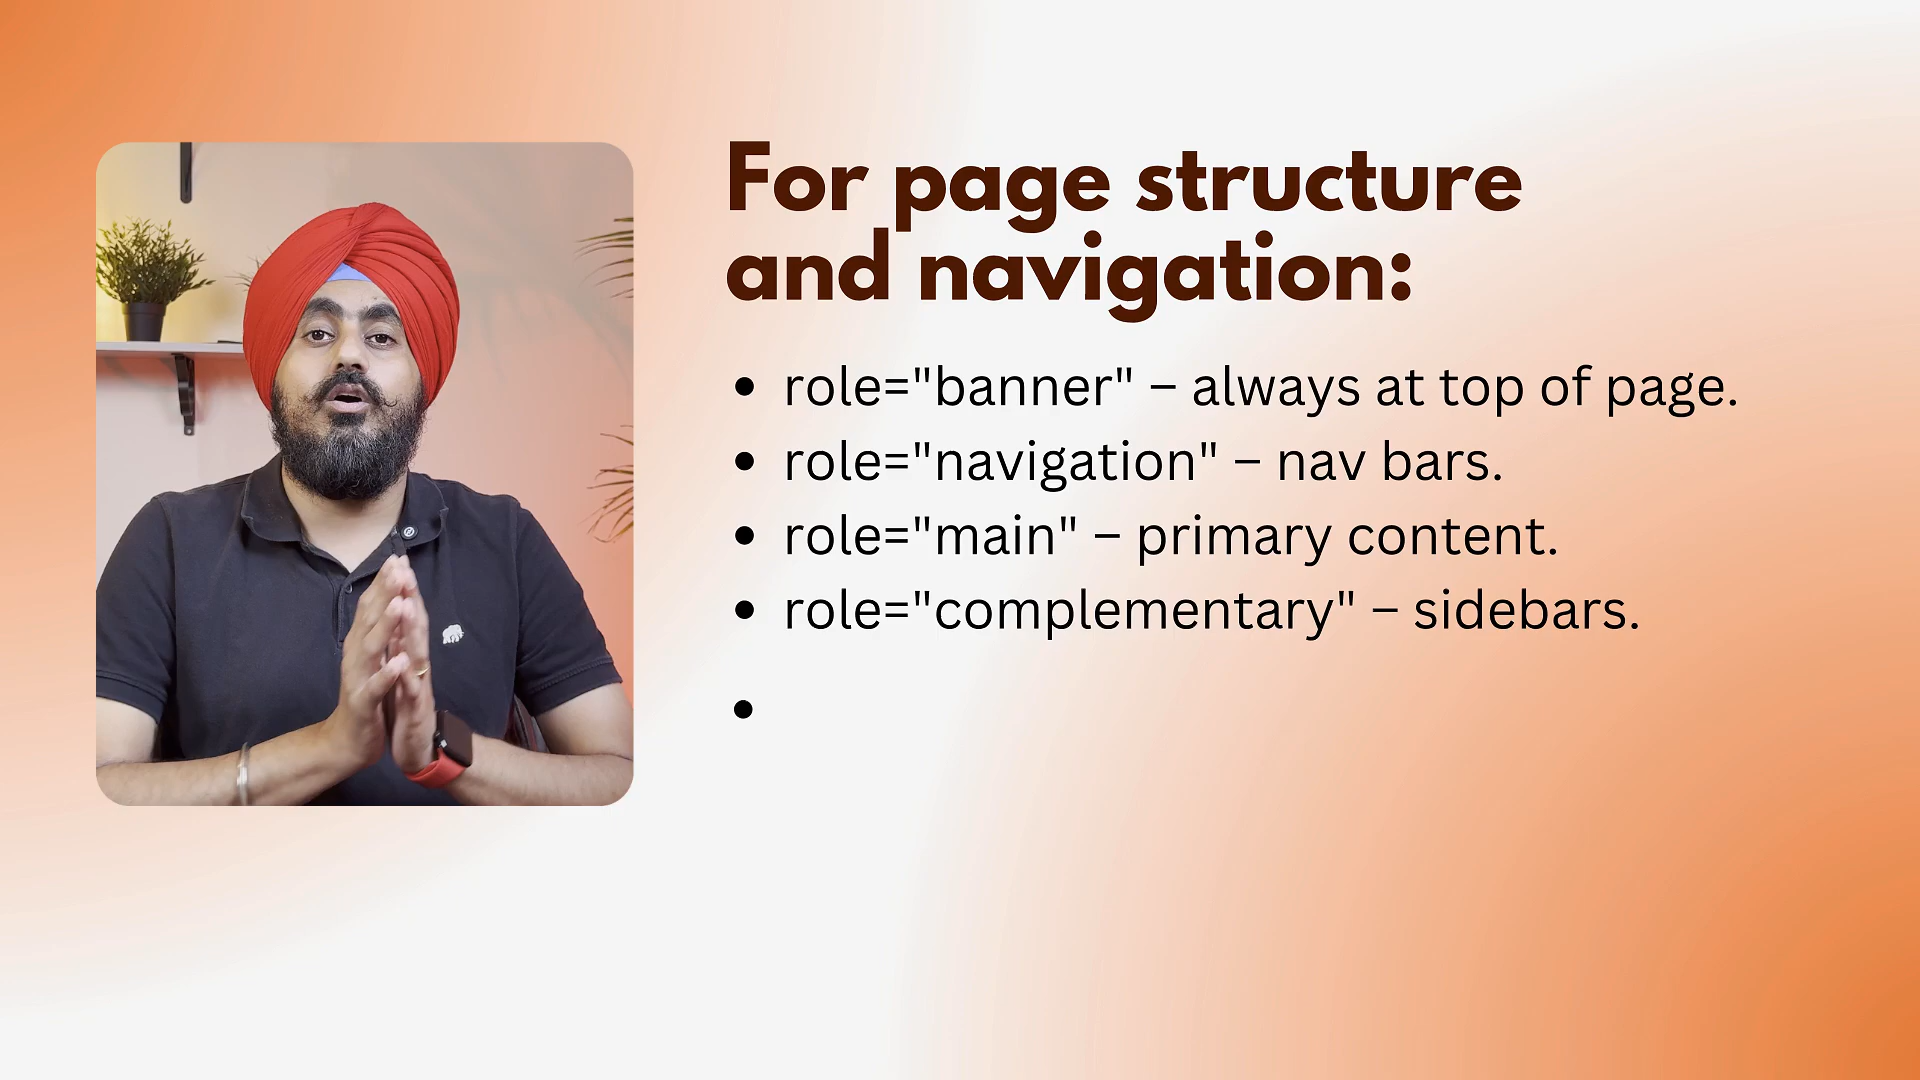 For page structure
and navigation:
• role="banner" – always at top of page.
• role="navigation" – nav bars.
• role="main" – primary content.
• role="complementary" – sidebars.
•